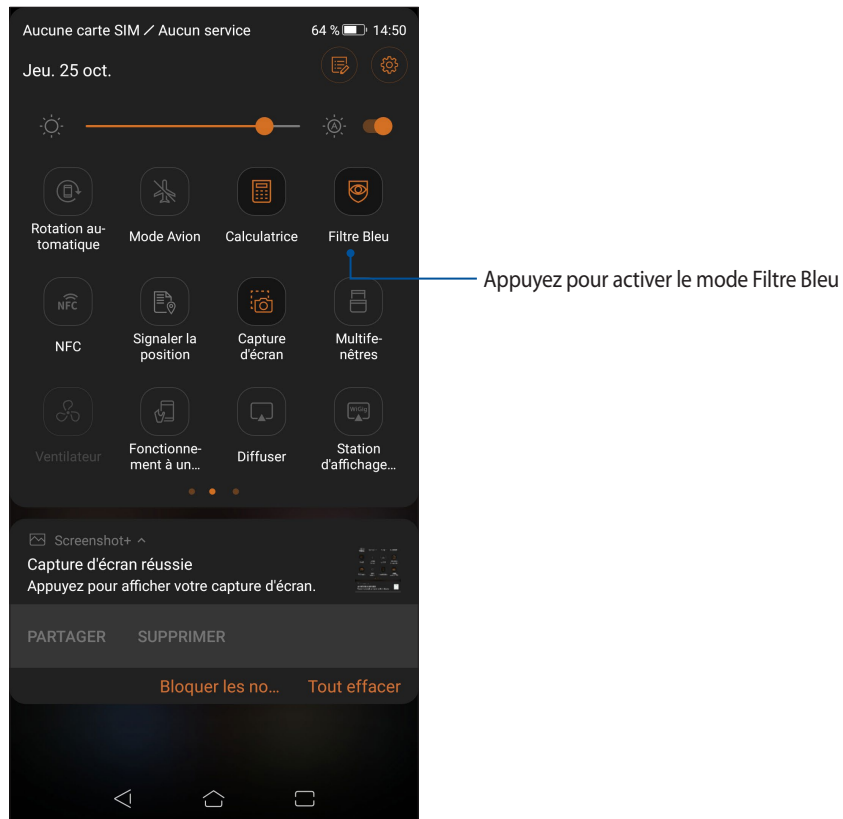 Aucune carte SIM ∕ Aucun service 64 % 14:50
Jeu. 25 oct.
A
Rotation au-
tomatique
Mode Avion
Calculatrice
Filtre Bleu
Appuyez pour activer le mode Filtre Bleu
NFC
NFC
Signaler la
position
Capture
d'écran
Multife-
nêtres
WiGig
Ventilateur
Fonctionne-
ment à un...
Diffuser
Station
d'affichage...
Screenshot+
Capture d'écran réussie
Appuyez pour afficher votre capture d'écran.
PARTAGER SUPPRIMER
Bloquer les no... Tout effacer